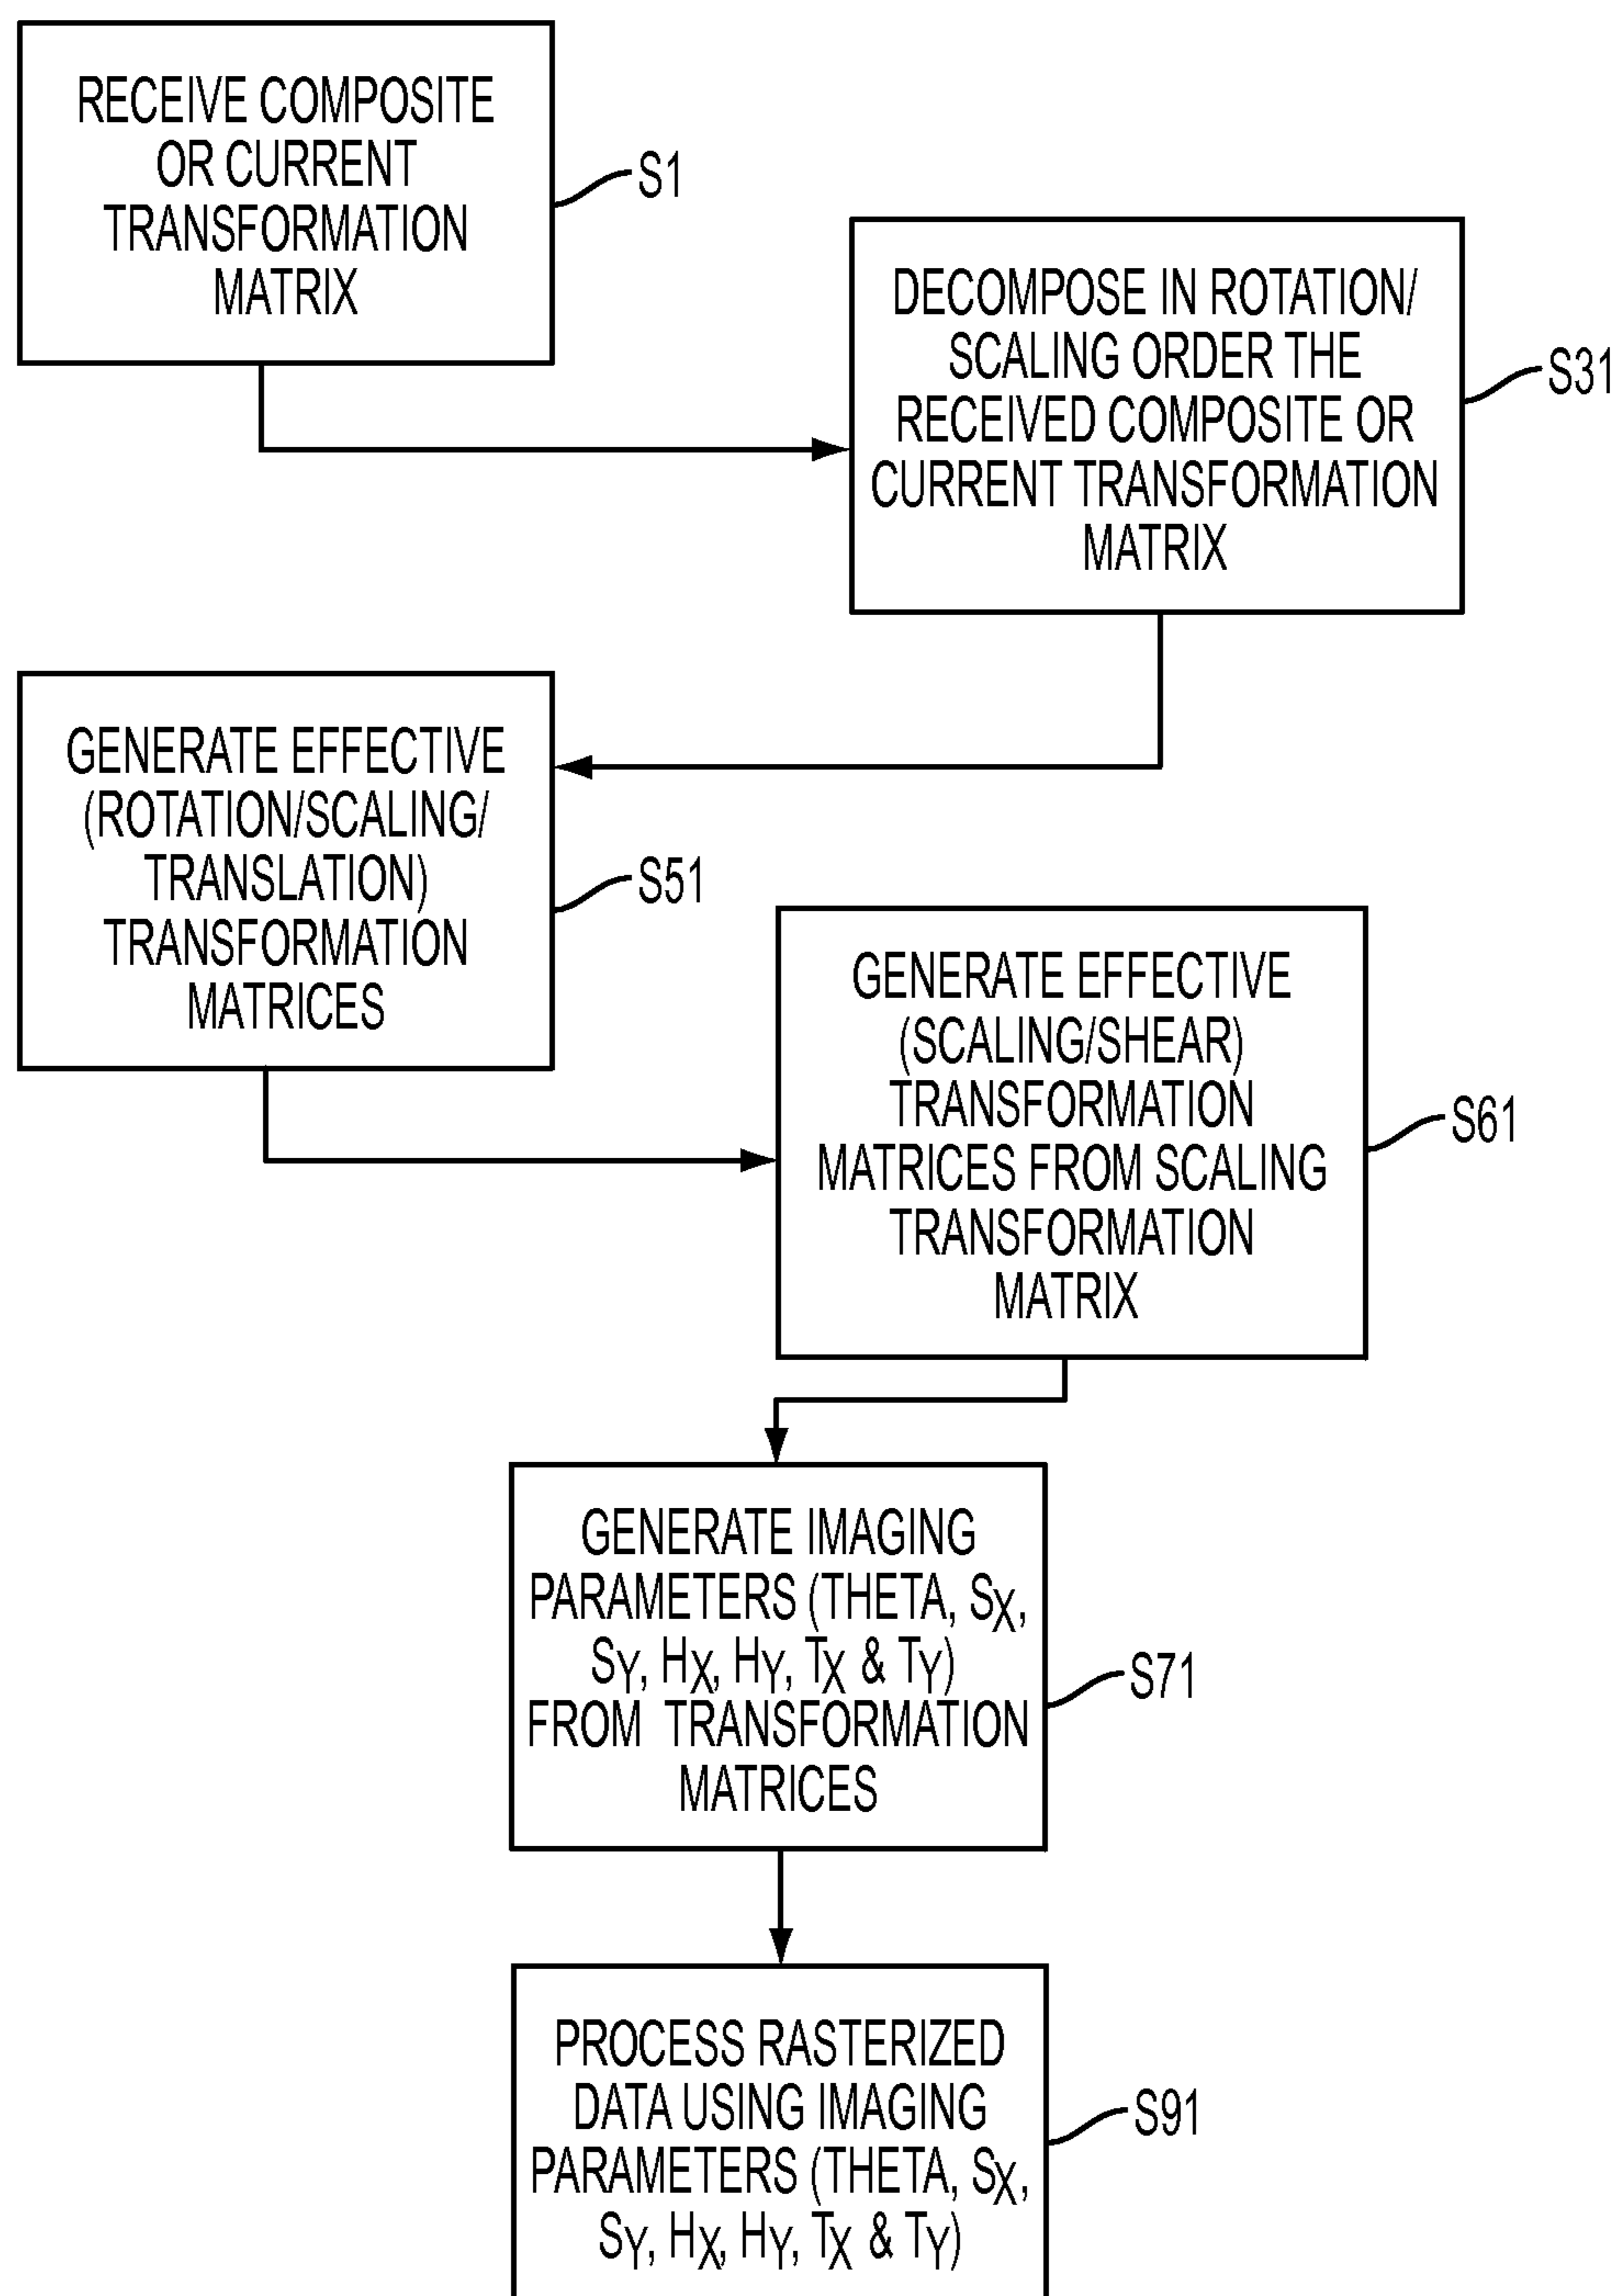 RECEIVE COMPOSITE
OR CURRENT
TRANSFORMATION
MATRIX
S1
DECOMPOSE IN ROTATION/
SCALING ORDER THE
RECEIVED COMPOSITE OR
CURRENT TRANSFORMATION
MATRIX
S31
GENERATE EFFECTIVE
(ROTATION/SCALING/
TRANSLATION)
TRANSFORMATION
MATRICES
S51
GENERATE EFFECTIVE
(SCALING/SHEAR)
TRANSFORMATION
MATRICES FROM SCALING
TRANSFORMATION
MATRIX
S61
GENERATE IMAGING
PARAMETERS (THETA, SX,
SY, HX, HY, TX & TY)
FROM TRANSFORMATION
MATRICES
S71
PROCESS RASTERIZED
DATA USING IMAGING
PARAMETERS (THETA, SX,
SY, HX, HY, TX & TY)
S91